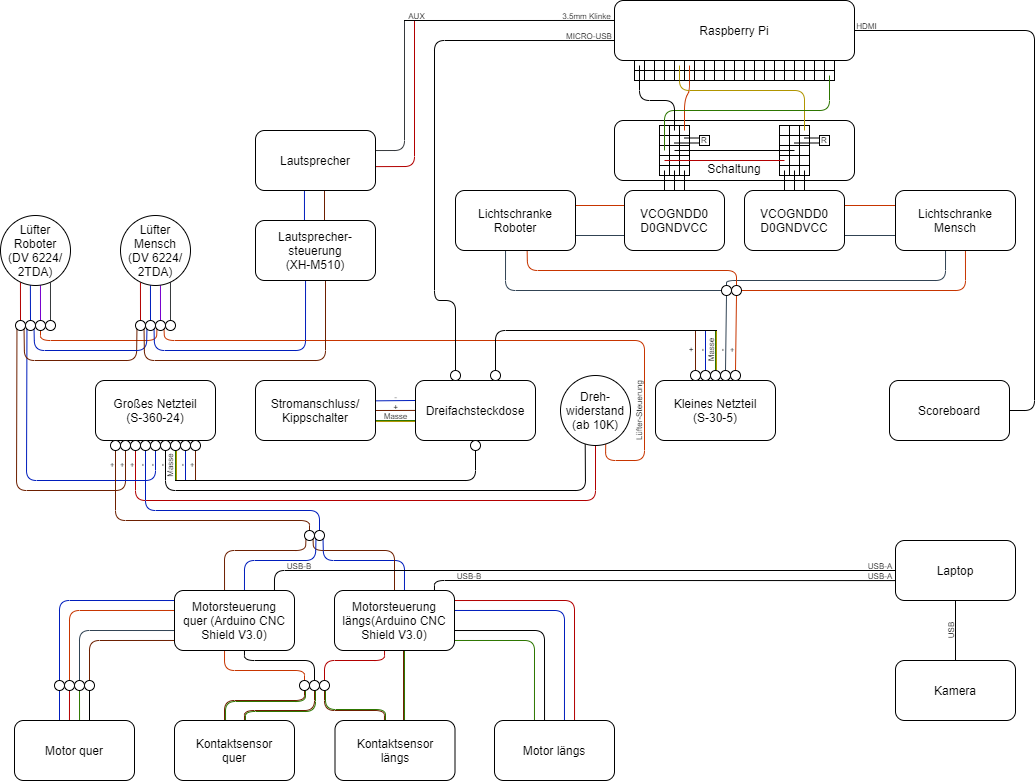 AUX
3.5mm Klinke
MICRO-USB
Raspberry Pi
HDMI
R
R
Schaltung
Lautsprecher
Lichtschranke
Roboter
VCOGNDD0
D0GNDVCC
VCOGNDD0
D0GNDVCC
Lichtschranke
Mensch
Lüfter
Roboter
(DV 6224/
2TDA)
Lüfter
Mensch
(DV 6224/
2TDA)
Lautsprecher-
steuerung
(XH-M510)
+
-
Masse
-
+
Großes Netzteil
(S-360-24)
Stromanschluss/
Kippschalter
-
+
Masse
Dreifachsteckdose
Dreh-
widerstand
(ab 10K)
Lüfter-Steuerung
Kleines Netzteil
(S-30-5)
Scoreboard
+
+
+
-
-
-
Masse
-
+
USB-B
USB-A
USB-B
USB-A
Laptop
Motorsteuerung
quer (Arduino CNC
Shield V3.0)
Motorsteuerung
längs(Arduino CNC
Shield V3.0)
USB
Kamera
Motor quer
Kontaktsensor
quer
Kontaktsensor
längs
Motor längs